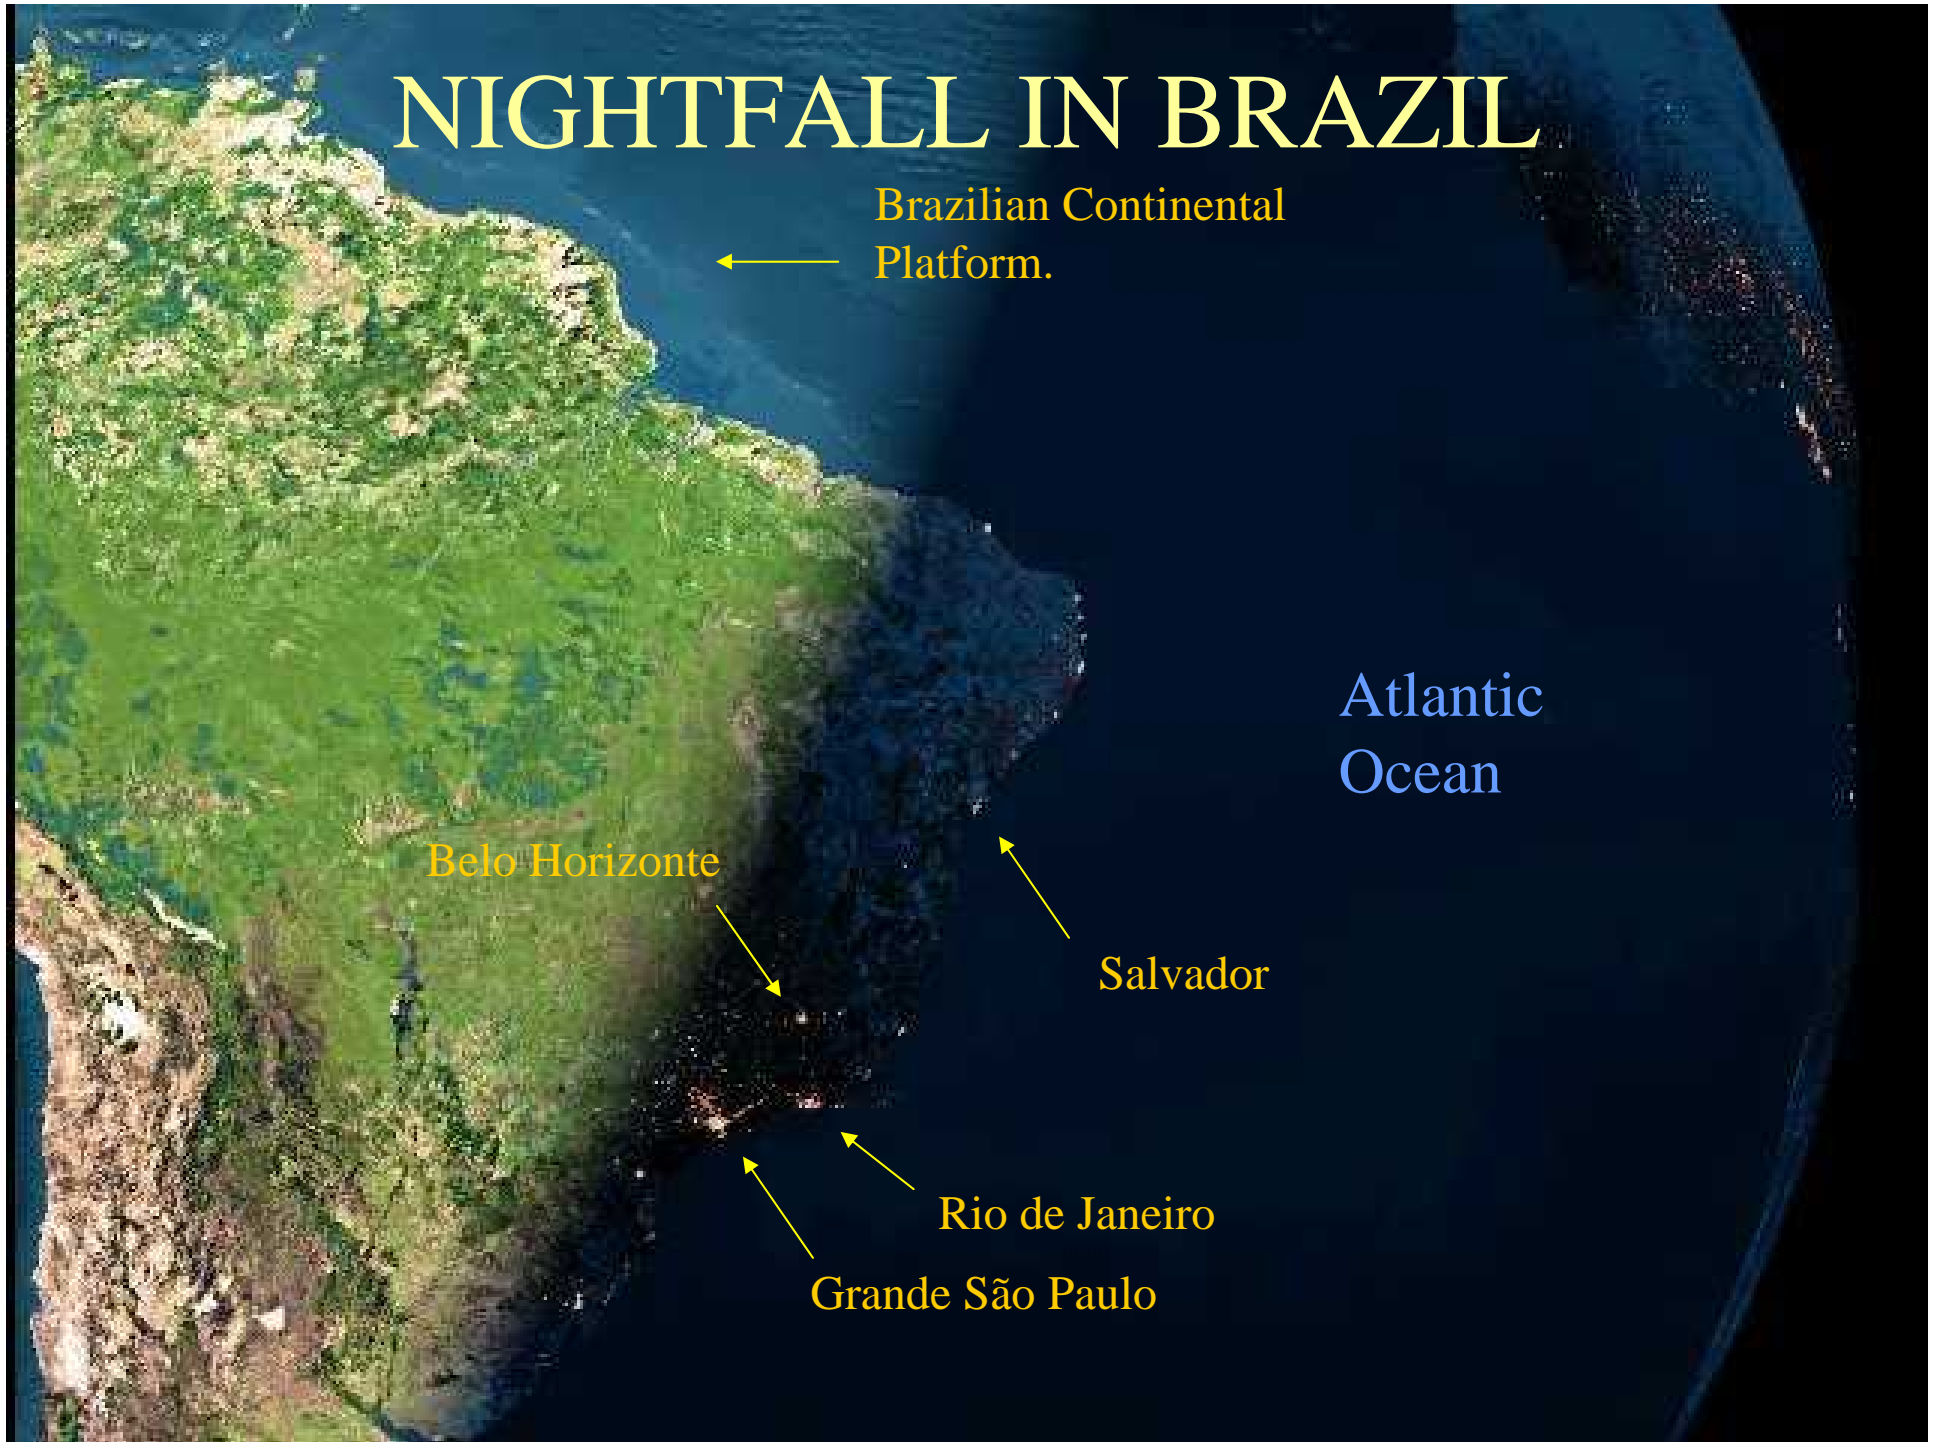 NIGHTFALL IN BRAZIL
Brazilian Continental
Platform.
Atlantic
Ocean
Belo Horizonte
Salvador
Rio de Janeiro
Grande São Paulo